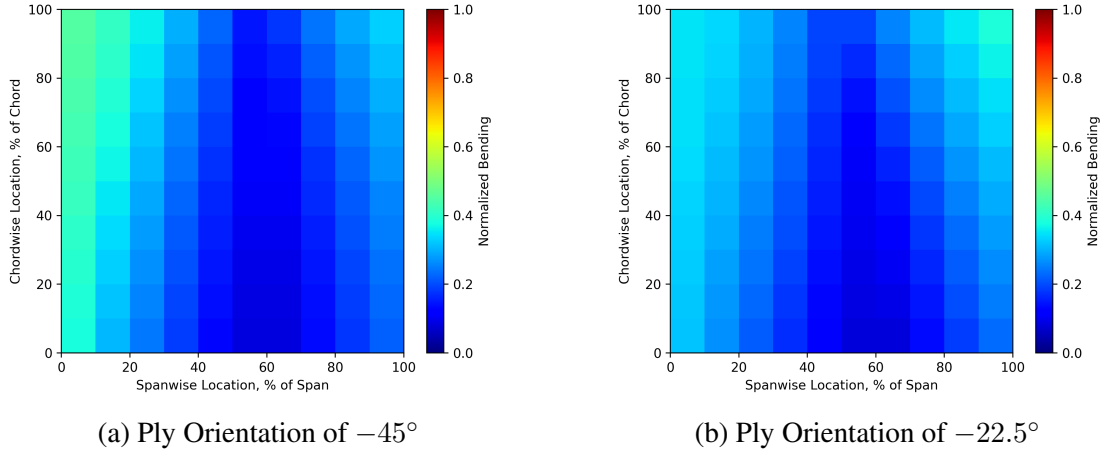 100
80
60
40
20
0
Chordwise Location, % of Chord
0 20 40 60 80 100
Spanwise Location, % of Span
1.0
0.8
0.6
0.4
0.2
0.0
Normalized Bending
(a) Ply Orientation of −45°
100
80
60
40
20
0
Chordwise Location, % of Chord
0 20 40 60 80 100
Spanwise Location, % of Span
1.0
0.8
0.6
0.4
0.2
0.0
Normalized Bending
(b) Ply Orientation of −22.5°